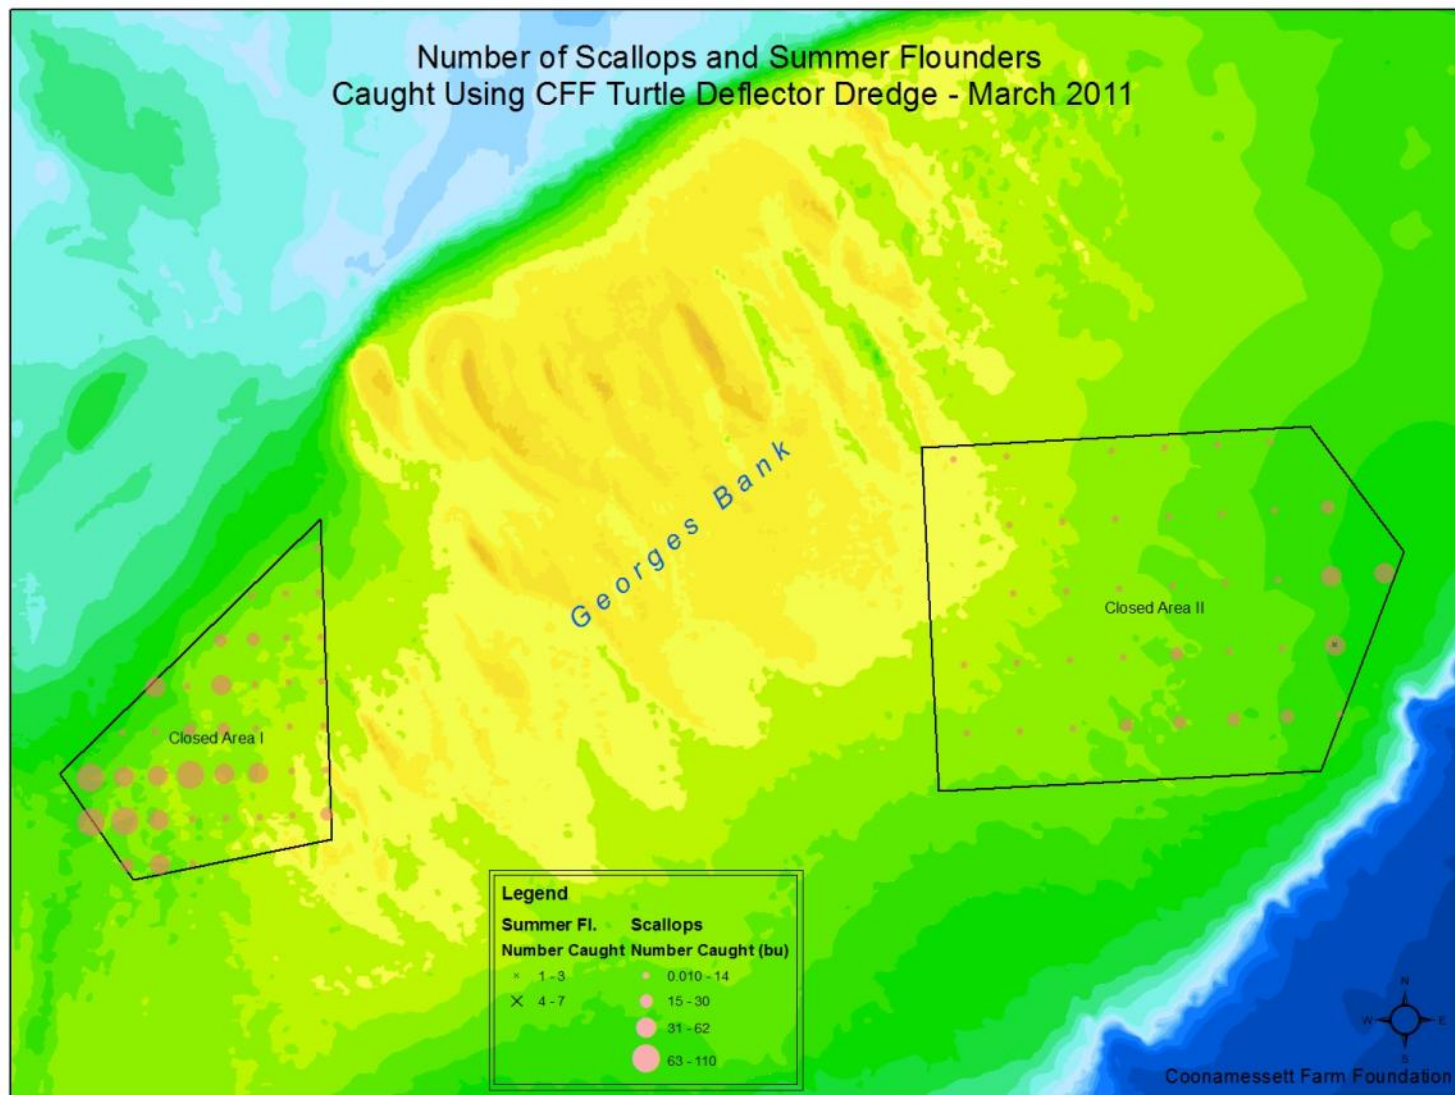 Number of Scallops and Summer Flounders
Caught Using CFF Turtle Deflector Dredge - March 2011
Georges Bank
Closed Area II
Closed Area I
Legend
Summer Fl. Scallops
Number Caught Number Caught (bu)
1 - 3 0.010 - 14
4 - 7 15 - 30
31 - 62
63 - 110
N
W E
S
Coonamessett Farm Foundation